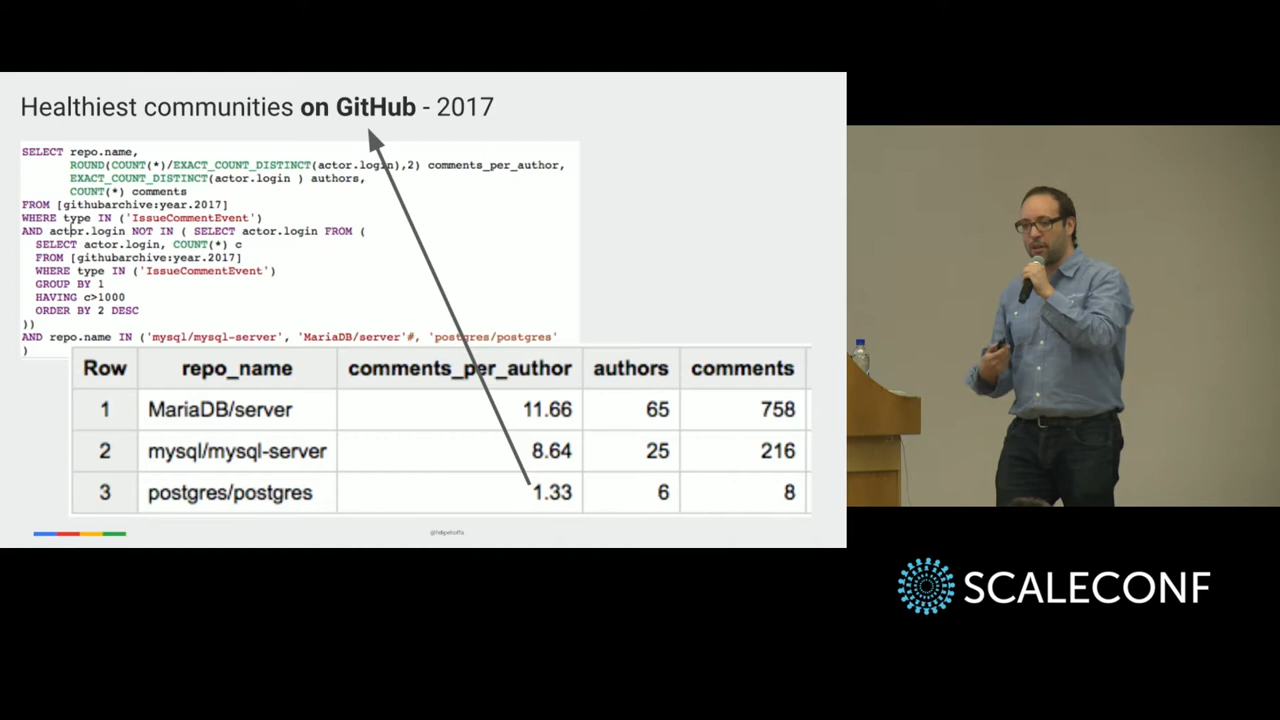 Healthiest communities on GitHub - 2017
SELECT repo.name,
ROUND(COUNT(*)/EXACT_COUNT_DISTINCT(actor.login),2) comments_per_author,
EXACT_COUNT_DISTINCT(actor.login ) authors,
COUNT(*) comments
FROM [githubarchive:year.2017]
WHERE type IN ('IssueCommentEvent')
AND actor.login NOT IN ( SELECT actor.login FROM (
SELECT actor.login, COUNT(*) c
FROM [githubarchive:year.2017]
WHERE type IN ('IssueCommentEvent')
GROUP BY 1
HAVING c>1000
ORDER BY 2 DESC
))
AND repo.name IN ('mysql/mysql-server', 'MariaDB/server'#, 'postgres/postgres'
)
Row repo_name comments_per_author authors comments
1 MariaDB/server 11.66 65 758
2 mysql/mysql-server 8.64 25 216
3 postgres/postgres 1.33 6 8
@felipehoffa
SCALECONF